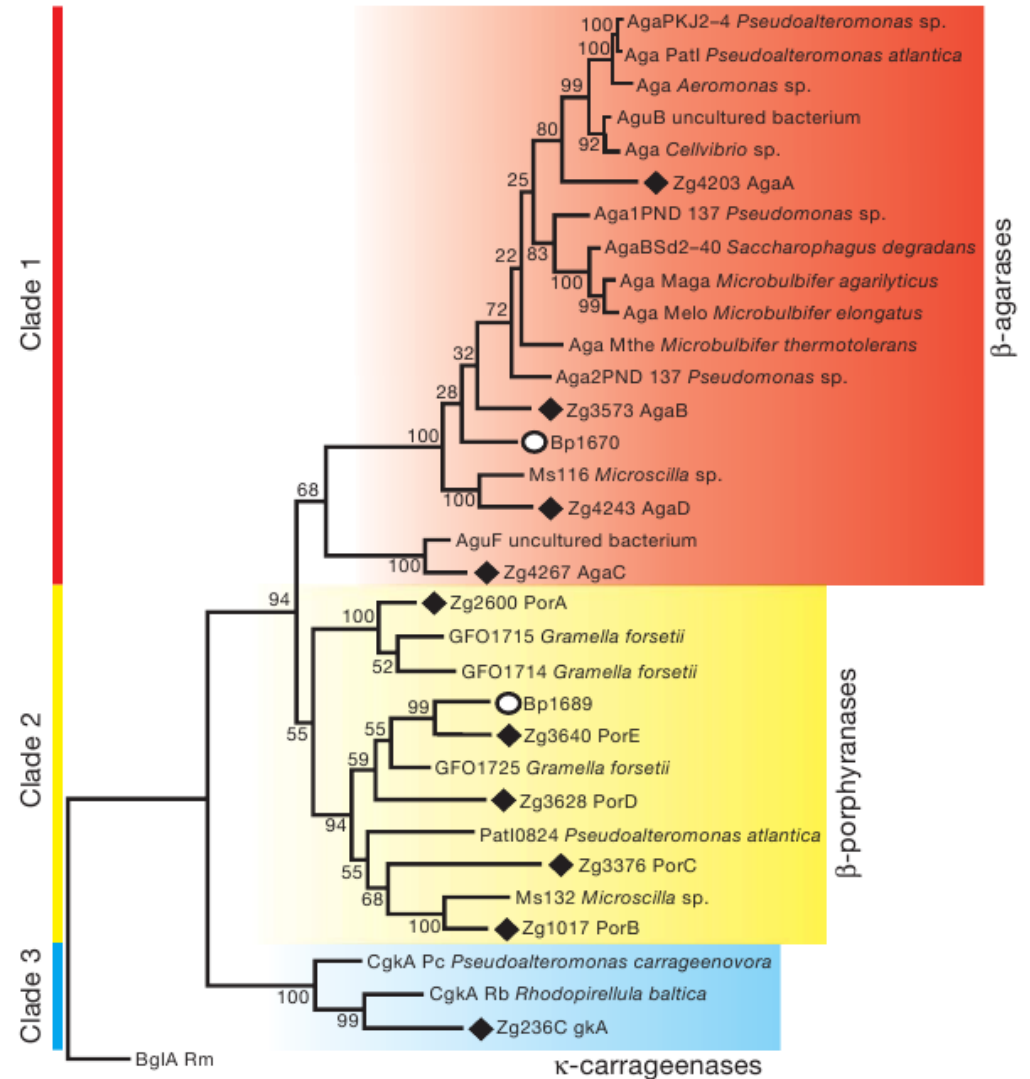 100 AgaPKJ2–4 Pseudoalteromonas sp.
100 Aga Patl Pseudoalteromonas atlantica
Aga Aeromonas sp.
99
AguB uncultured bacterium
92 Aga Cellvibrio sp.
80
Zg4203 AgaA
25
Aga1PND 137 Pseudomonas sp.
83
AgaBSd2–40 Saccharophagus degradans
100
Aga Maga Microbulbifer agarilyticus
99 Aga Melo Microbulbifer elongatus
22
Aga Mthe Microbulbifer thermotolerans
72
Aga2PND 137 Pseudomonas sp.
32
Zg3573 AgaB
28
Bp1670
100
Ms116 Microscilla sp.
100 Zg4243 AgaD
68
AguF uncultured bacterium
100 Zg4267 AgaC
Clade 1
β-agarases
94
Zg2600 PorA
100
GFO1715 Gramella forsetii
52 GFO1714 Gramella forsetii
55
Bp1689
99
Zg3640 PorE
55
GFO1725 Gramella forsetii
59
Zg3628 PorD
94
Patl0824 Pseudoalteromonas atlantica
55
Zg3376 PorC
68
Ms132 Microscilla sp.
100 Zg1017 PorB
Clade 2
β-porphyranases
CgkA Pc Pseudoalteromonas carrageenovora
100
CgkA Rb Rhodopirellula baltica
99
Zg236C gkA
Clade 3
BglA Rm
κ-carrageenases